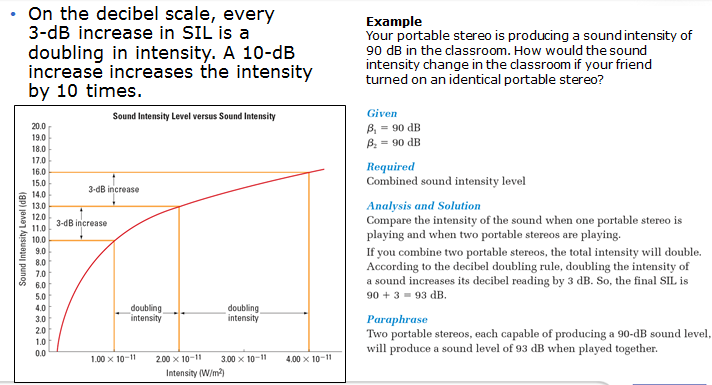 • On the decibel scale, every
3-dB increase in SIL is a
doubling in intensity. A 10-dB
increase increases the intensity
by 10 times.
Sound Intensity Level versus Sound Intensity
Sound Intensity Level (dB)
20.0
19.0
18.0
17.0
16.0
15.0
14.0
13.0
12.0
11.0
10.0
9.0
8.0
7.0
6.0
5.0
4.0
3.0
2.0
1.0
0.0
3-dB increase
3-dB increase
doubling
intensity
doubling
intensity
1.00 × 10⁻¹¹ 2.00 × 10⁻¹¹ 3.00 × 10⁻¹¹ 4.00 × 10⁻¹¹
Intensity (W/m²)
Example
Your portable stereo is producing a sound intensity of
90 dB in the classroom. How would the sound
intensity change in the classroom if your friend
turned on an identical portable stereo?
Given
β₁ = 90 dB
β₂ = 90 dB
Required
Combined sound intensity level
Analysis and Solution
Compare the intensity of the sound when one portable stereo is
playing and when two portable stereos are playing.
If you combine two portable stereos, the total intensity will double.
According to the decibel doubling rule, doubling the intensity of
a sound increases its decibel reading by 3 dB. So, the final SIL is
90 + 3 = 93 dB.
Paraphrase
Two portable stereos, each capable of producing a 90-dB sound level,
will produce a sound level of 93 dB when played together.